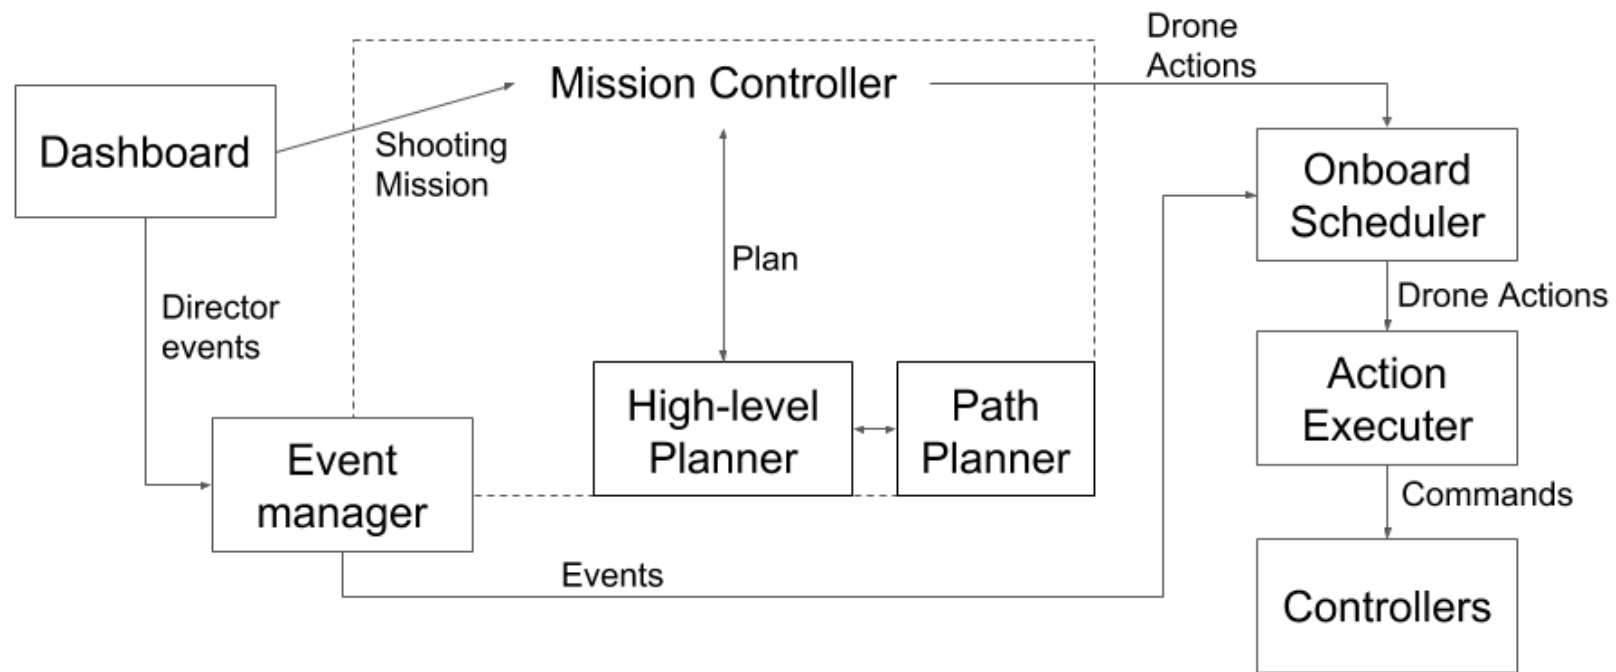 Drone
Actions
Mission Controller
Dashboard
Shooting
Mission
Onboard
Scheduler
Plan
Director
events
Drone Actions
High-level
Planner
Path
Planner
Action
Executer
Event
manager
Commands
Events
Controllers